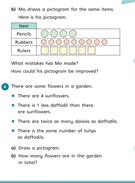 b) Mo draws a pictogram for the same items.
Here is his pictogram.
Item
Pencils
Rubbers
Rulers
What mistakes has Mo made?
How could his pictogram be improved?
6 There are some flowers in a garden.
• There are 4 sunflowers.
• There is 1 less daffodil than there
are sunflowers.
• There are twice as many daisies as daffodils.
• There is the same number of tulips
as daffodils.
a) Draw a pictogram.
b) How many flowers are in the garden
in total?